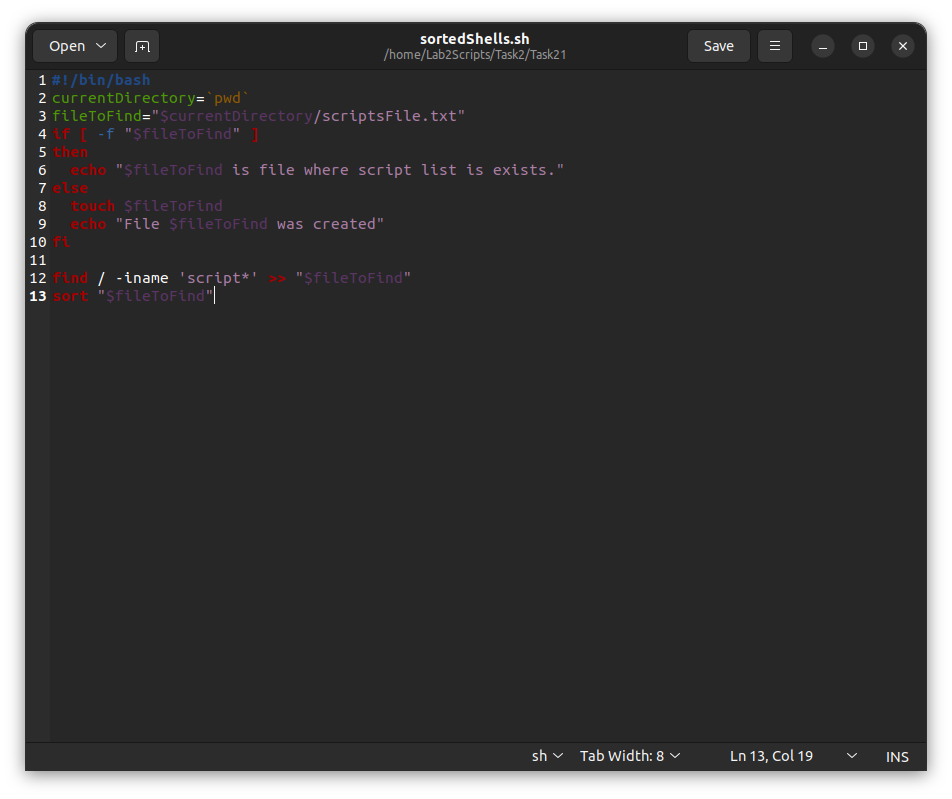 Open
sortedShells.sh
/home/Lab2Scripts/Task2/Task21
Save
1 #!/bin/bash
2 currentDirectory=`pwd`
3 fileToFind="$currentDirectory/scriptsFile.txt"
4 if [ -f "$fileToFind" ]
5 then
6   echo "$fileToFind is file where script list is exists."
7 else
8   touch $fileToFind
9   echo "File $fileToFind was created"
10 fi
11
12 find / -iname 'script*' >> "$fileToFind"
13 sort "$fileToFind"
sh Tab Width: 8 Ln 13, Col 19 INS